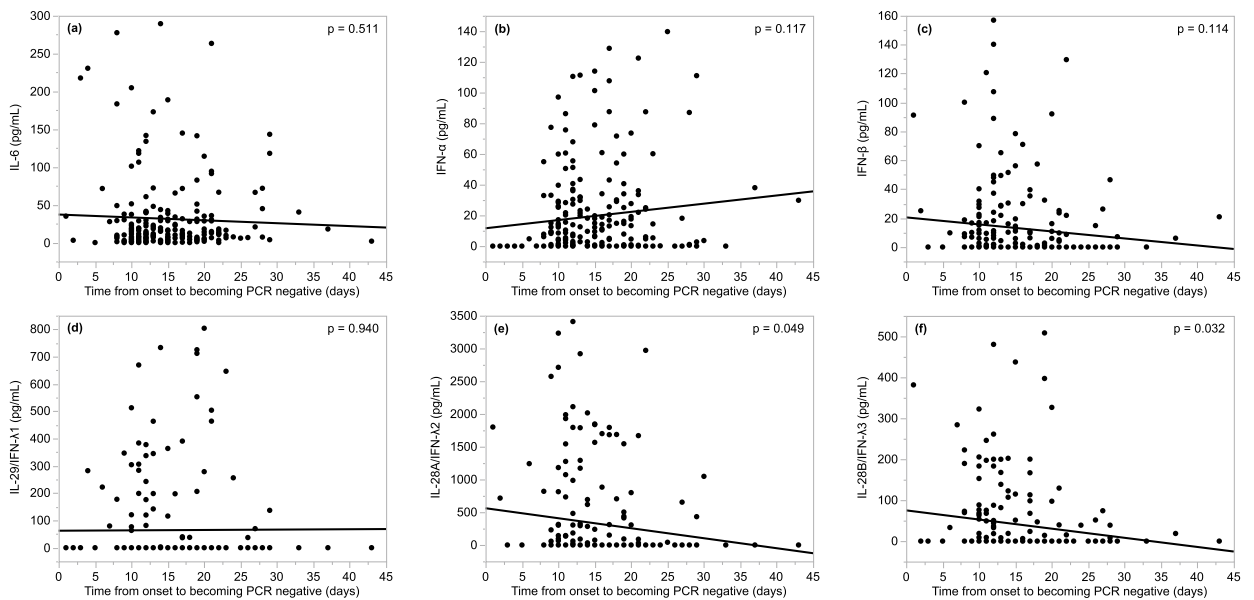 (a)
p = 0.511
IL-6 (pg/mL)
300
250
200
150
100
50
0
0 5 10 15 20 25 30 35 40 45
Time from onset to becoming PCR negative (days)
(b)
p = 0.117
IFN-α (pg/mL)
140
120
100
80
60
40
20
0
0 5 10 15 20 25 30 35 40 45
Time from onset to becoming PCR negative (days)
(c)
p = 0.114
IFN-β (pg/mL)
160
140
120
100
80
60
40
20
0
0 5 10 15 20 25 30 35 40 45
Time from onset to becoming PCR negative (days)
(d)
p = 0.940
IL-29/IFN-λ1 (pg/mL)
800
700
600
500
400
300
200
100
0
0 5 10 15 20 25 30 35 40 45
Time from onset to becoming PCR negative (days)
(e)
p = 0.049
IL-28A/IFN-λ2 (pg/mL)
3500
3000
2500
2000
1500
1000
500
0
0 5 10 15 20 25 30 35 40 45
Time from onset to becoming PCR negative (days)
(f)
p = 0.032
IL-28B/IFN-λ3 (pg/mL)
500
400
300
200
100
0
0 5 10 15 20 25 30 35 40 45
Time from onset to becoming PCR negative (days)